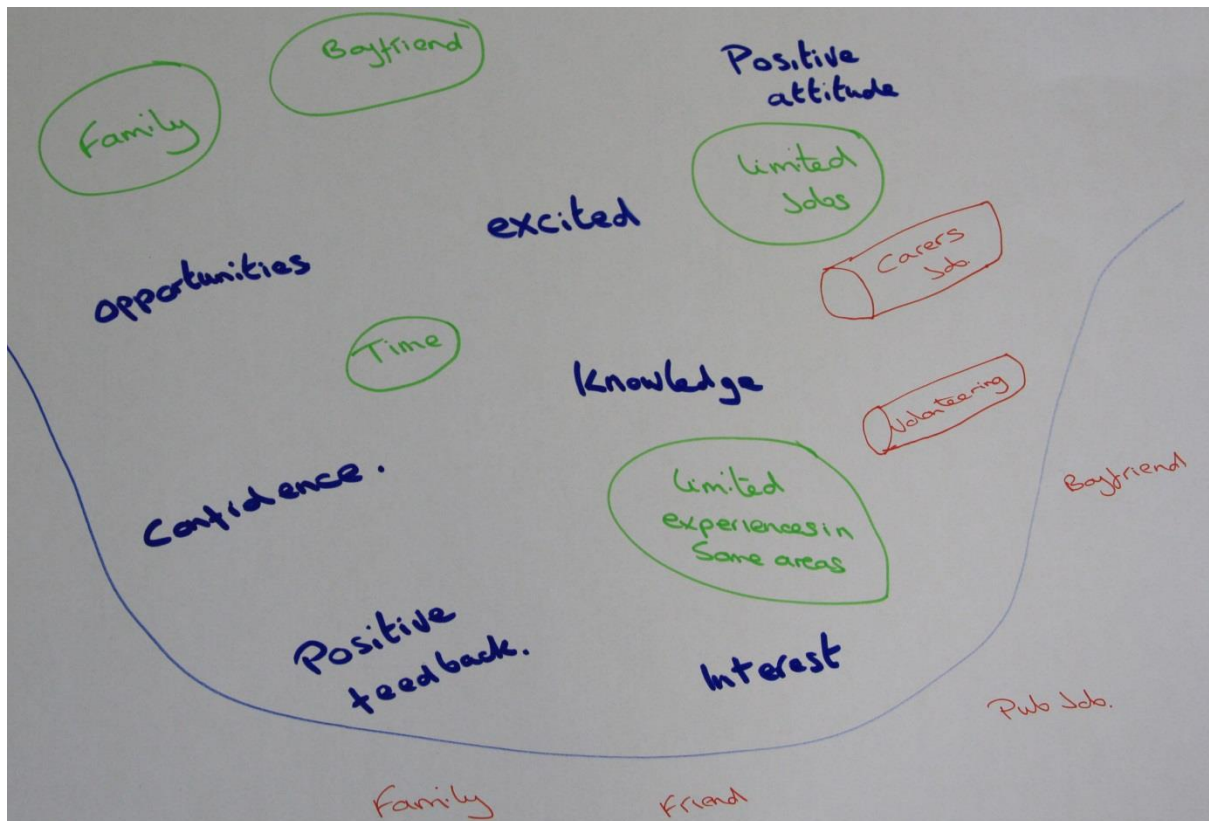 Boyfriend
Family
Positive
attitude
Limited
Jobs
excited
Carers
Job.
opportunities
Time
Knowledge
Volunteering
Confidence.
Limited
experiences in
Some areas
Boyfriend
Positive
feedback.
Interest
Pub Job.
Family
Friend